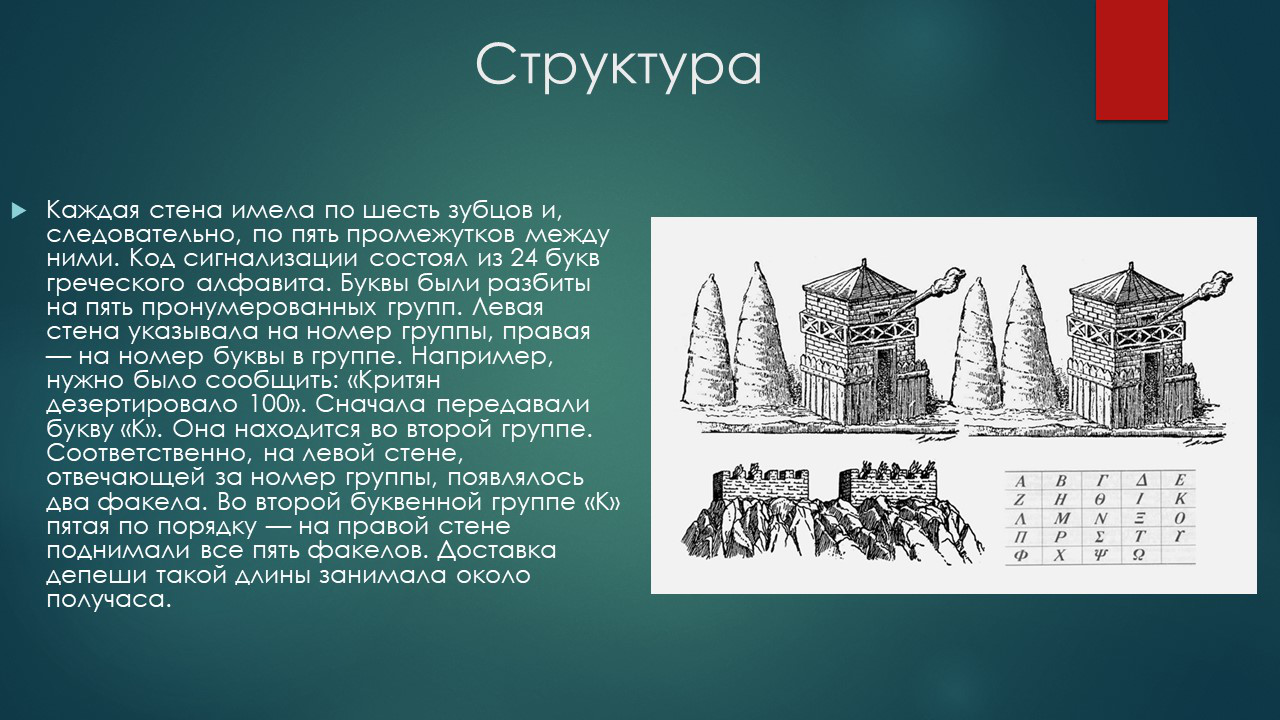 Структура
Каждая стена имела по шесть зубцов и,
следовательно, по пять промежутков между
ними. Код сигнализации состоял из 24 букв
греческого алфавита. Буквы были разбиты
на пять пронумерованных групп. Левая
стена указывала на номер группы, правая
— на номер буквы в группе. Например,
нужно было сообщить: «Критян
дезертировало 100». Сначала передавали
букву «К». Она находится во второй группе.
Соответственно, на левой стене,
отвечающей за номер группы, появлялось
два факела. Во второй буквенной группе «К»
пятая по порядку — на правой стене
поднимали все пять факелов. Доставка
депеши такой длины занимала около
получаса.
Α Β Γ Δ Ε
Ζ Η Θ Ι Κ
Λ Μ Ν Ξ Ο
Π Ρ Σ Τ Υ
Φ Χ Ψ Ω